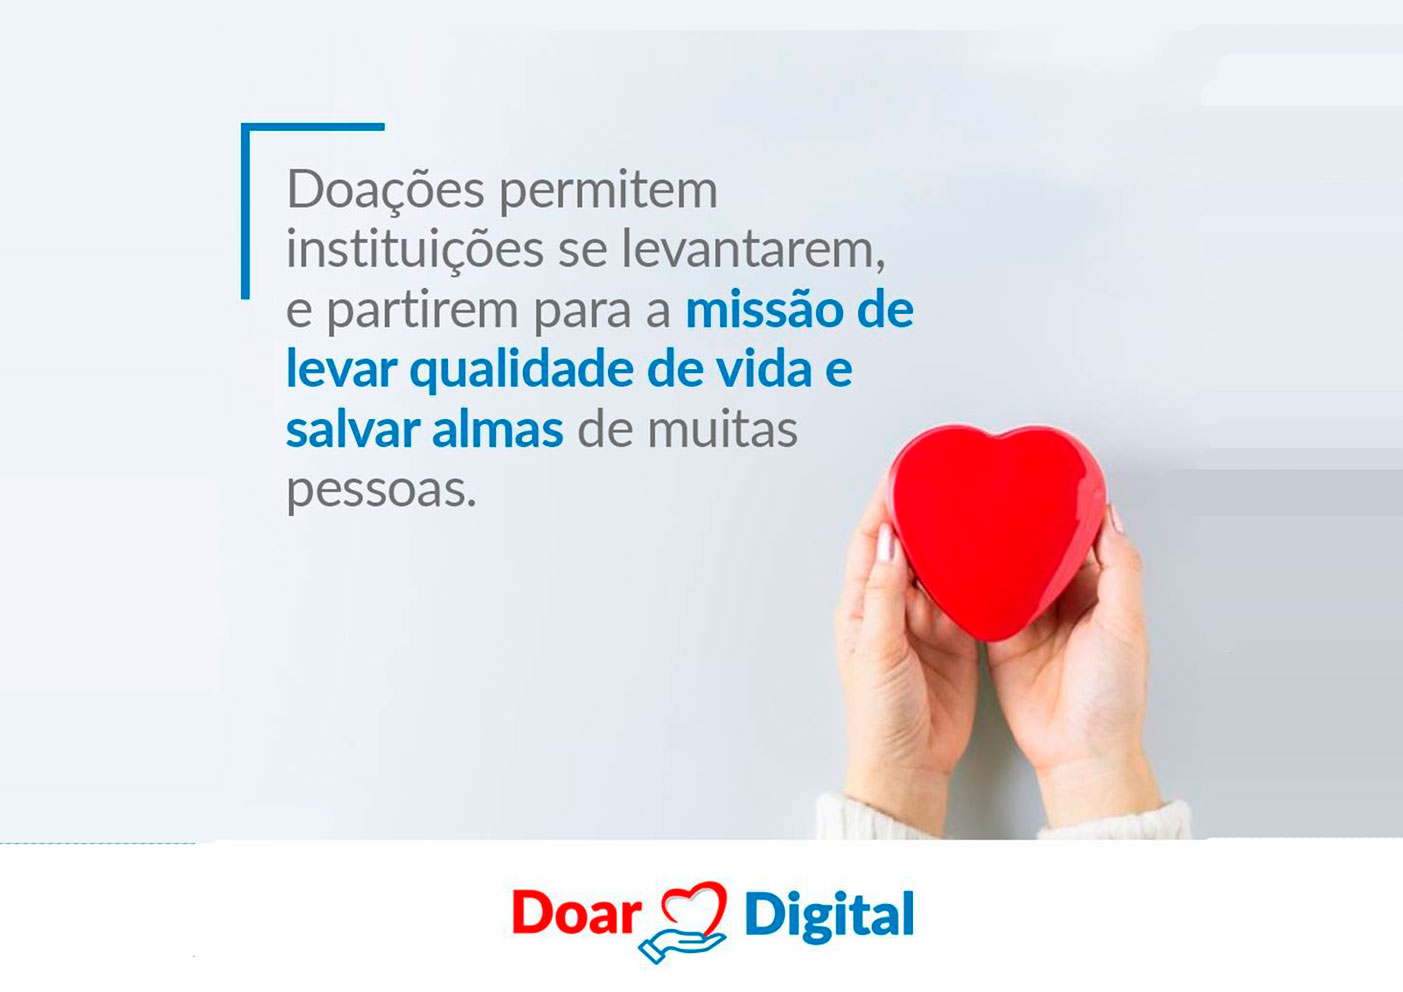 Doações permitem
instituições se levantarem,
e partirem para a missão de
levar qualidade de vida e
salvar almas de muitas
pessoas.
Doar Digital